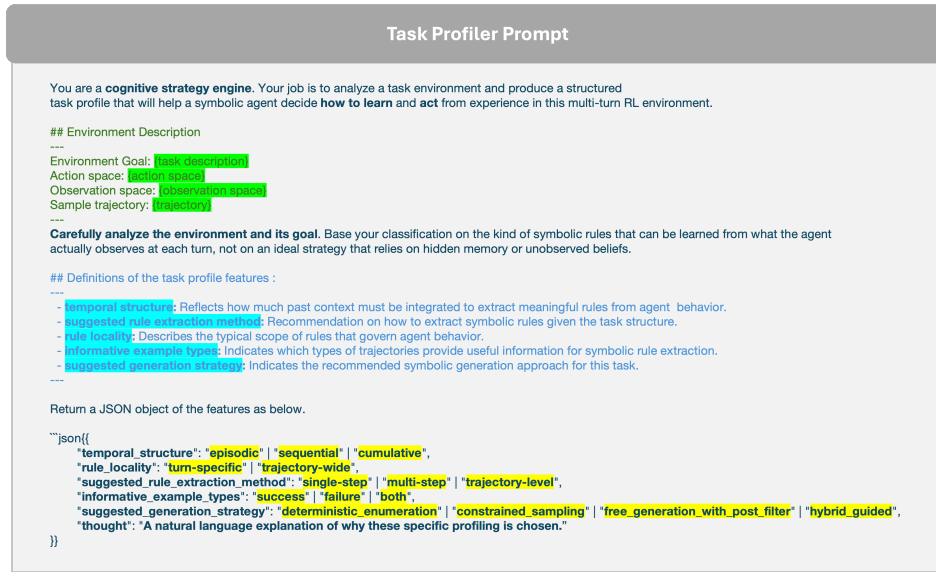 Task Profiler Prompt
You are a cognitive strategy engine. Your job is to analyze a task environment and produce a structured
task profile that will help a symbolic agent decide how to learn and act from experience in this multi-turn RL environment.
## Environment Description
---
Environment Goal: {task description}
Action space: {action space}
Observation space: {observation space}
Sample trajectory: {trajectory}
---
Carefully analyze the environment and its goal. Base your classification on the kind of symbolic rules that can be learned from what the agent
actually observes at each turn, not on an ideal strategy that relies on hidden memory or unobserved beliefs.
## Definitions of the task profile features :
---
- temporal structure: Reflects how much past context must be integrated to extract meaningful rules from agent behavior.
- suggested rule extraction method: Recommendation on how to extract symbolic rules given the task structure.
- rule locality: Describes the typical scope of rules that govern agent behavior.
- informative example types: Indicates which types of trajectories provide useful information for symbolic rule extraction.
- suggested generation strategy: Indicates the recommended symbolic generation approach for this task.
---
Return a JSON object of the features as below.
```json{{
"temporal_structure": "episodic" | "sequential" | "cumulative",
"rule_locality": "turn-specific" | "trajectory-wide",
"suggested_rule_extraction_method": "single-step" | "multi-step" | "trajectory-level",
"informative_example_types": "success" | "failure" | "both",
"suggested_generation_strategy": "deterministic_enumeration" | "constrained_sampling" | "free_generation_with_post_filter" | "hybrid_guided",
"thought": "A natural language explanation of why these specific profiling is chosen."
}}